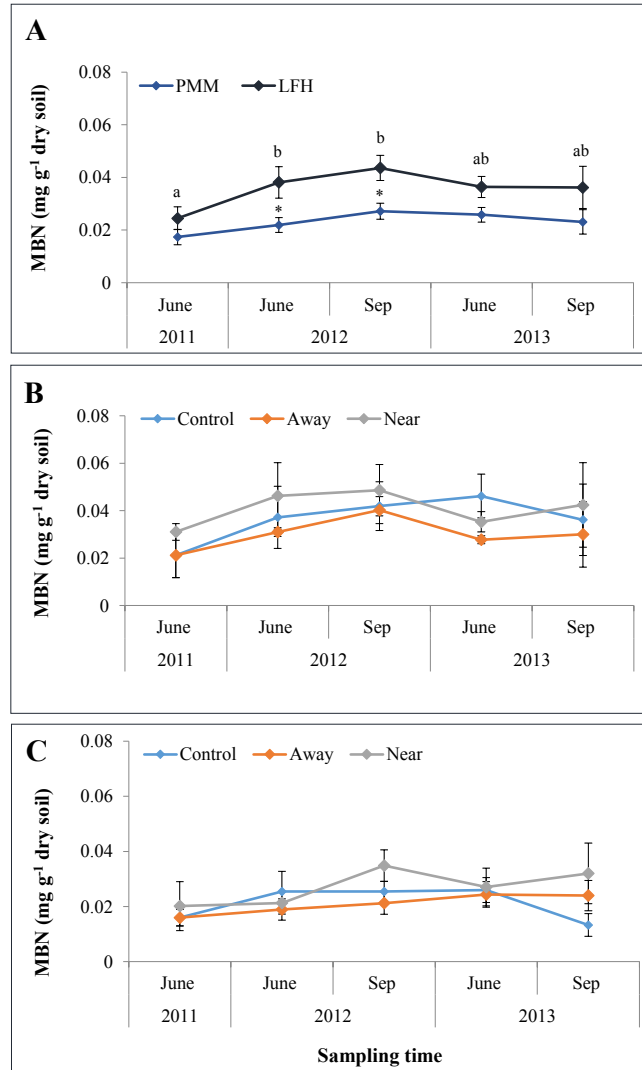 A
PMM LFH
MBN (mg g⁻¹ dry soil)
0.08
0.06
0.04
0.02
0
a b b ab ab
* *
June June Sep June Sep
2011 2012 2013
B
Control Away Near
MBN (mg g⁻¹ dry soil)
0.08
0.06
0.04
0.02
0
June June Sep June Sep
2011 2012 2013
C
Control Away Near
MBN (mg g⁻¹ dry soil)
0.08
0.06
0.04
0.02
0
June June Sep June Sep
2011 2012 2013
Sampling time